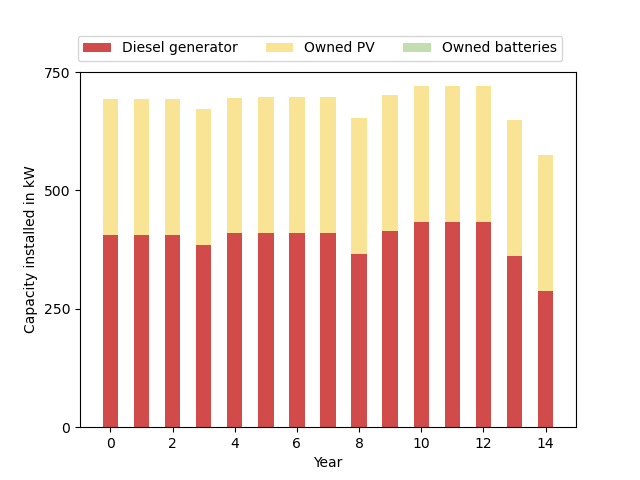 Diesel generator Owned PV Owned batteries
750
500
250
0
Capacity installed in kW
0 2 4 6 8 10 12 14
Year